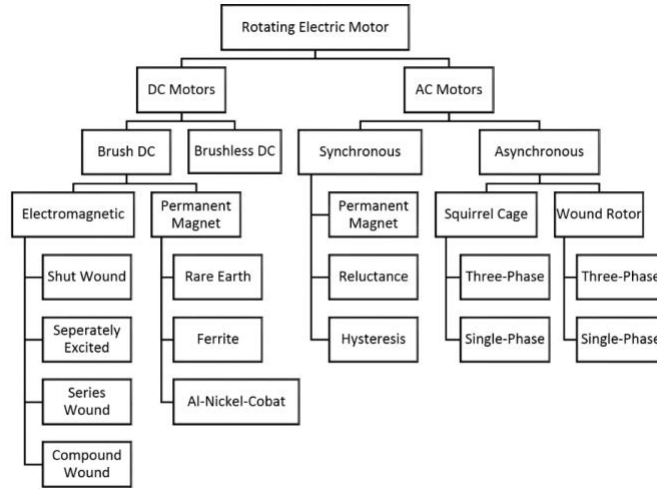 Rotating Electric Motor
DC Motors
AC Motors
Brush DC
Brushless DC
Synchronous
Asynchronous
Electromagnetic
Permanent
Magnet
Permanent
Magnet
Squirrel Cage
Wound Rotor
Shut Wound
Rare Earth
Reluctance
Three-Phase
Three-Phase
Seperately
Excited
Ferrite
Hysteresis
Single-Phase
Single-Phase
Series
Wound
Al-Nickel-Cobat
Compound
Wound